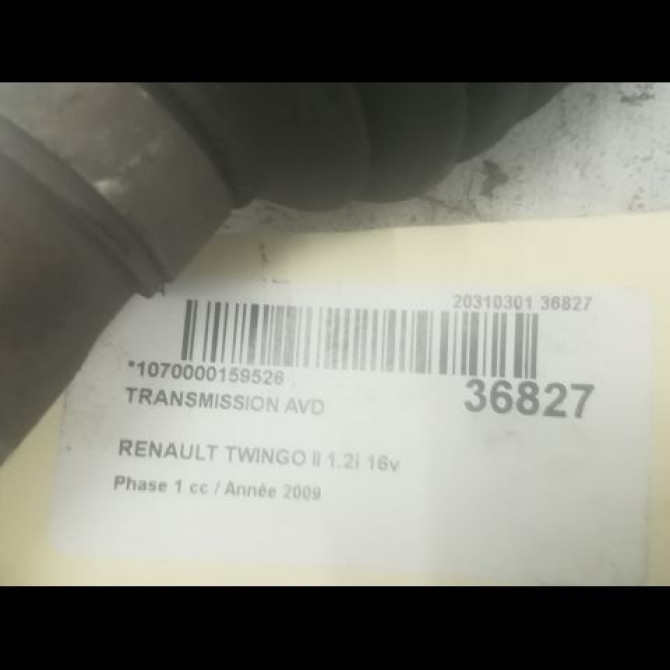 20310301 36827
*1070000159526
36827
TRANSMISSION AVD
RENAULT TWINGO II 1.2i 16v
Phase 1 cc / Année 2009